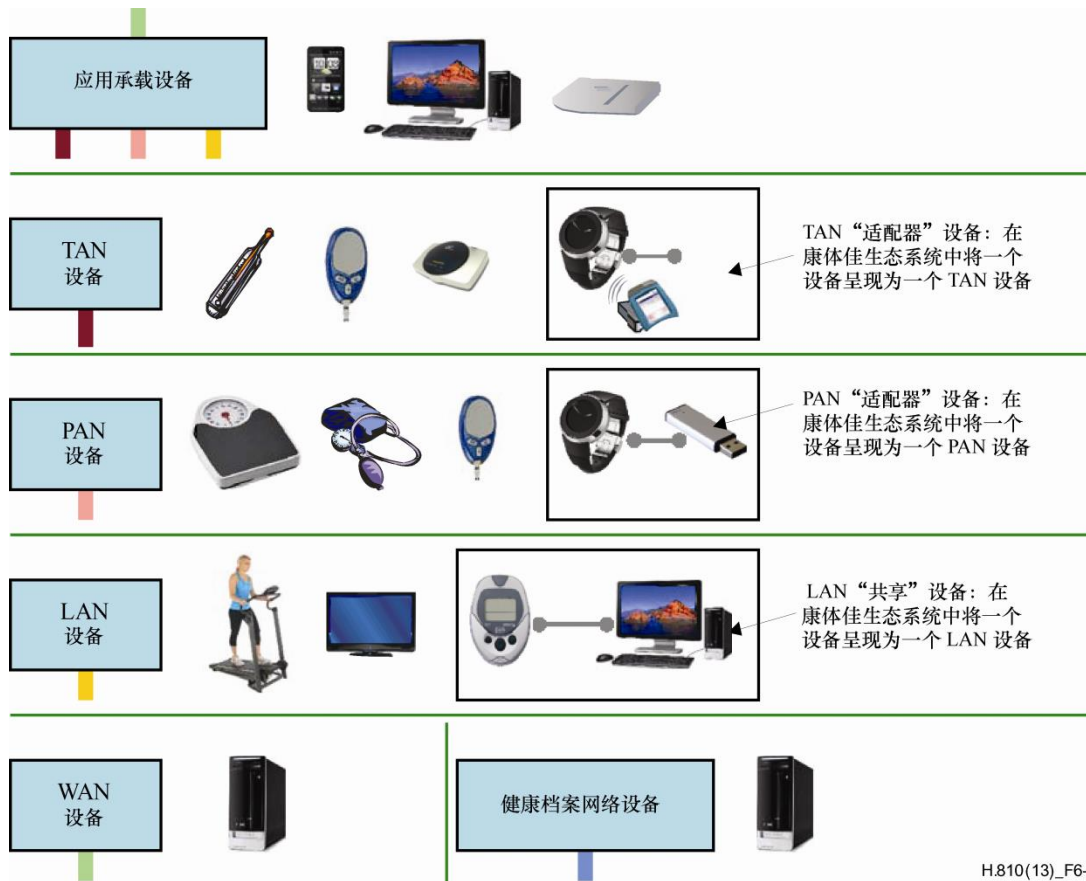 应用承载设备
TAN
设备
TAN“适配器”设备：在
康体佳生态系统中将一个
设备呈现为一个 TAN 设备
PAN
设备
PAN“适配器”设备：在
康体佳生态系统中将一个
设备呈现为一个 PAN 设备
LAN
设备
LAN“共享”设备：在
康体佳生态系统中将一个
设备呈现为一个 LAN 设备
WAN
设备
健康档案网络设备
H.810(13)_F6-